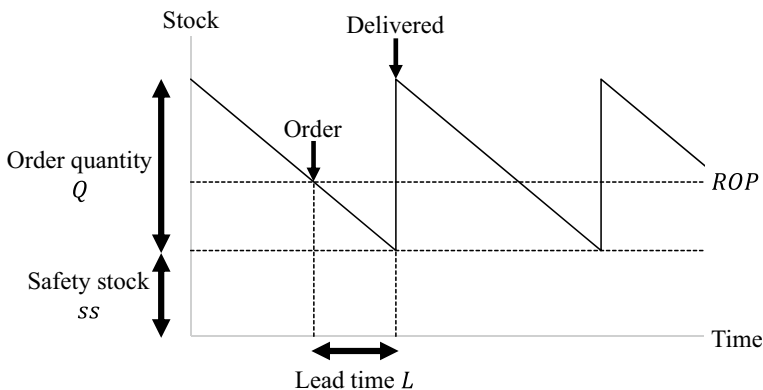 Stock
Delivered
Order
Order quantity
Q
ROP
Safety stock
ss
Time
Lead time L